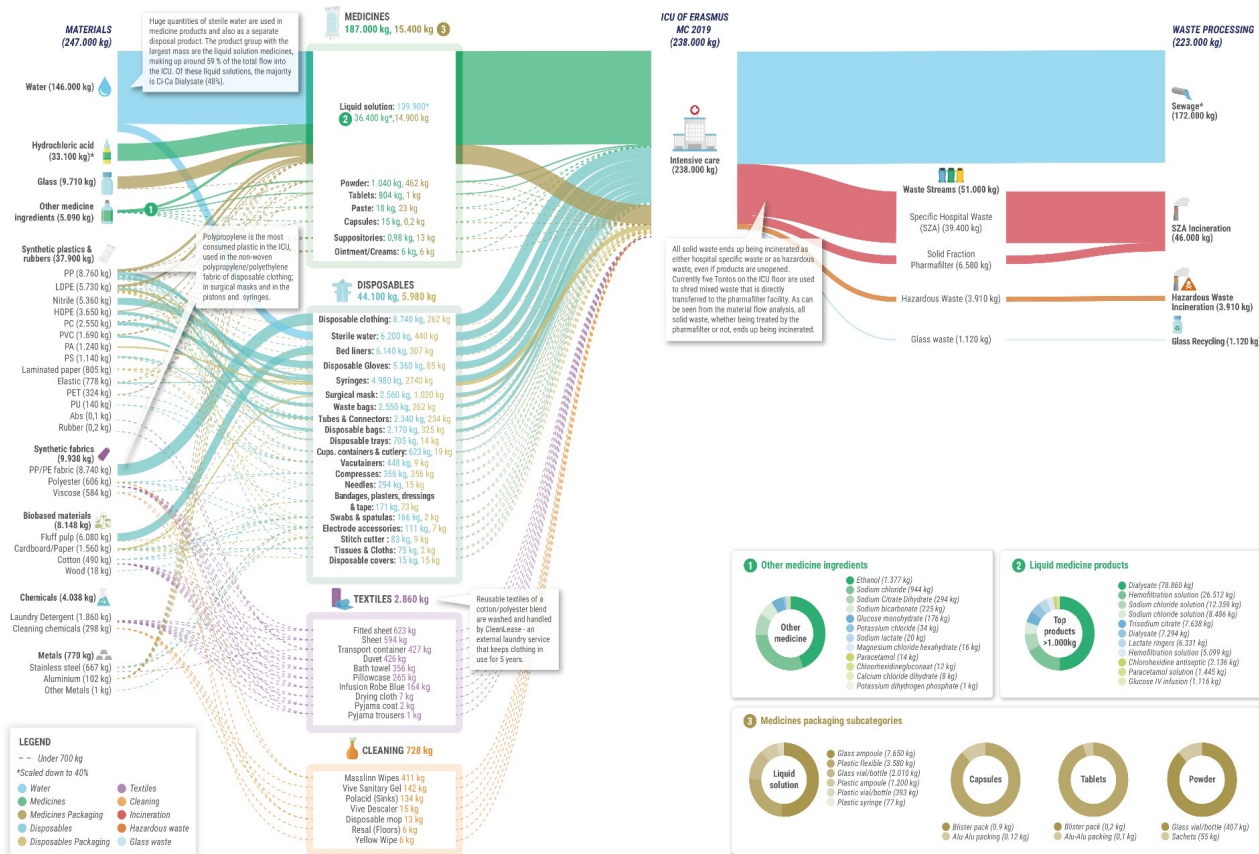 MATERIALS
(247.000 kg)
Water (146.000 kg)
Hydrochloric acid
(33.100 kg)*
Glass (9.710 kg)
Other medicine
ingredients (5.090 kg)
1
Synthetic plastics &
rubbers (37.900 kg)
PP (8.760 kg)
LDPE (5.730 kg)
Nitrile (5.360 kg)
HDPE (3.650 kg)
PC (2.550 kg)
PVC (1.690 kg)
PA (1.240 kg)
PS (1.140 kg)
Laminated paper (805 kg)
Elastic (778 kg)
PET (324 kg)
PU (140 kg)
Abs (0,1 kg)
Rubber (0,2 kg)
Synthetic fabrics
(9.930 kg)
PP/PE fabric (8.740 kg)
Polyester (606 kg)
Viscose (584 kg)
Biobased materials
(8.148 kg)
Fluff pulp (6.080 kg)
Cardboard/Paper (1.560 kg)
Cotton (490 kg)
Wood (18 kg)
Chemicals (4.038 kg)
Laundry Detergent (1.860 kg)
Cleaning chemicals (298 kg)
Metals (770 kg)
Stainless steel (667 kg)
Aluminium (102 kg)
Other Metals (1 kg)
LEGEND
Under 700 kg
*Scaled down to 40%
Water
Medicines
Medicines Packaging
Disposables
Disposables Packaging
Textiles
Cleaning
Incineration
Hazardous waste
Glass waste
Huge quantities of sterile water are used in
medicine products and also as a separate
disposal product. The product group with the
largest mass are the liquid solution medicines,
making up around 59 % of the total flow into
the ICU. Of these liquid solutions, the majority
is Ci-Ca Dialysate (48%).
Polypropylene is the most
consumed plastic in the ICU,
used in the non-woven
polypropylene/polyethylene
fabric of disposable clothing;
in surgical masks and in the
pistons and syringes.
MEDICINES
187.000 kg, 15.400 kg 3
Liquid solution: 139.900*
2 36.400 kg*,14.900 kg
Powder: 1.040 kg, 462 kg
Tablets: 804 kg, 1 kg
Paste: 18 kg, 23 kg
Capsules: 15 kg, 0,2 kg
Suppositories: 0,98 kg, 13 kg
Ointment/Creams: 6 kg, 6 kg
DISPOSABLES
44.100 kg, 5.980 kg
Disposable clothing: 8.740 kg, 262 kg
Sterile water: 6.200 kg, 440 kg
Bed liners: 6.140 kg, 307 kg
Disposable Gloves: 5.360 kg, 85 kg
Syringes: 4.980 kg, 2740 kg
Surgical mask: 2.560 kg, 1.020 kg
Waste bags: 2.550 kg, 262 kg
Tubes & Connectors: 2.340 kg, 234 kg
Disposable bags: 2.170 kg, 325 kg
Disposable trays: 705 kg, 14 kg
Cups. containers & cutlery: 623 kg, 19 kg
Vacutainers: 448 kg, 9 kg
Compresses: 356 kg, 356 kg
Needles: 294 kg, 15 kg
Bandages, plasters, dressings
& tape: 171 kg, 73 kg
Swabs & spatulas: 166 kg, 2 kg
Electrode accessories: 111 kg, 7 kg
Stitch cutter : 83 kg, 9 kg
Tissues & Cloths: 75 kg, 2 kg
Disposable covers: 15 kg, 15 kg
TEXTILES 2.860 kg
Fitted sheet 623 kg
Sheet 594 kg
Transport container 427 kg
Duvet 426 kg
Bath towel 356 kg
Pillowcase 265 kg
Infusion Robe Blue 164 kg
Drying cloth 7 kg
Pyjama coat 2 kg
Pyjama trousers 1 kg
Reusable textiles of a
cotton/polyester blend
are washed and handled
by CleanLease - an
external laundry service
that keeps clothing in
use for 5 years.
CLEANING 728 kg
Masslinn Wipes 411 kg
Vive Sanitary Gel 142 kg
Polacid (Sinks) 134 kg
Vive Descaler 15 kg
Disposable mop 13 kg
Resal (Floors) 6 kg
Yellow Wipe 6 kg
ICU OF ERASMUS
MC 2019
(238.000 kg)
Intensive care
(238.000 kg)
All solid waste ends up being incinerated as
either hospital specific waste or as hazardous
waste, even if products are unopened.
Currently five Tontos on the ICU floor are used
to shred mixed waste that is directly
transferred to the pharmafilter facility. As can
be seen from the material flow analysis, all
solid waste, whether being treated by the
pharmafilter or not, ends up being incinerated.
Waste Streams (51.000 kg)
Specific Hospital Waste
(SZA) (39.400 kg)
Solid Fraction
Pharmafilter (6.580 kg)
Hazardous Waste (3.910 kg)
Glass waste (1.120 kg)
WASTE PROCESSING
(223.000 kg)
Sewage*
(172.000 kg)
SZA Incineration
(46.000 kg)
Hazardous Waste
Incineration (3.910 kg)
Glass Recycling (1.120 kg)
1 Other medicine ingredients
Other
medicine
Ethanol (1.377 kg)
Sodium chloride (944 kg)
Sodium Citrate Dihydrate (294 kg)
Sodium bicarbonate (225 kg)
Glucose monohydrate (176 kg)
Potassium chloride (34 kg)
Sodium lactate (20 kg)
Magnesium chloride hexahydrate (16 kg)
Paracetamol (14 kg)
Chloorhexidinegluconaat (12 kg)
Calcium chloride dihydrate (8 kg)
Potassium dihydrogen phosphate (1 kg)
2 Liquid medicine products
Top
products
>1.000kg
Dialysate (78.860 kg)
Hemofiltration solution (26.512 kg)
Sodium chloride solution (12.359 kg)
Sodium chloride solution (8.486 kg)
Trisodium citrate (7.638 kg)
Dialysate (7.294 kg)
Lactate ringers (6.331 kg)
Hemofiltration solution (5.099 kg)
Chlorhexidine antiseptic (2.136 kg)
Paracetamol solution (1.445 kg)
Glucose IV infusion (1.116 kg)
3 Medicines packaging subcategories
Liquid
solution
Glass ampoule (7.650 kg)
Plastic flexible (3.580 kg)
Glass vial/bottle (2.010 kg)
Plastic ampoule (1.200 kg)
Plastic vial/bottle (393 kg)
Plastic syringe (77 kg)
Capsules
Blister pack (0.9 kg)
Alu-Alu packing (0.12 kg)
Tablets
Blister pack (0,2 kg)
Alu-Alu packing (0,1 kg)
Powder
Glass vial/bottle (407 kg)
Sachets (55 kg)